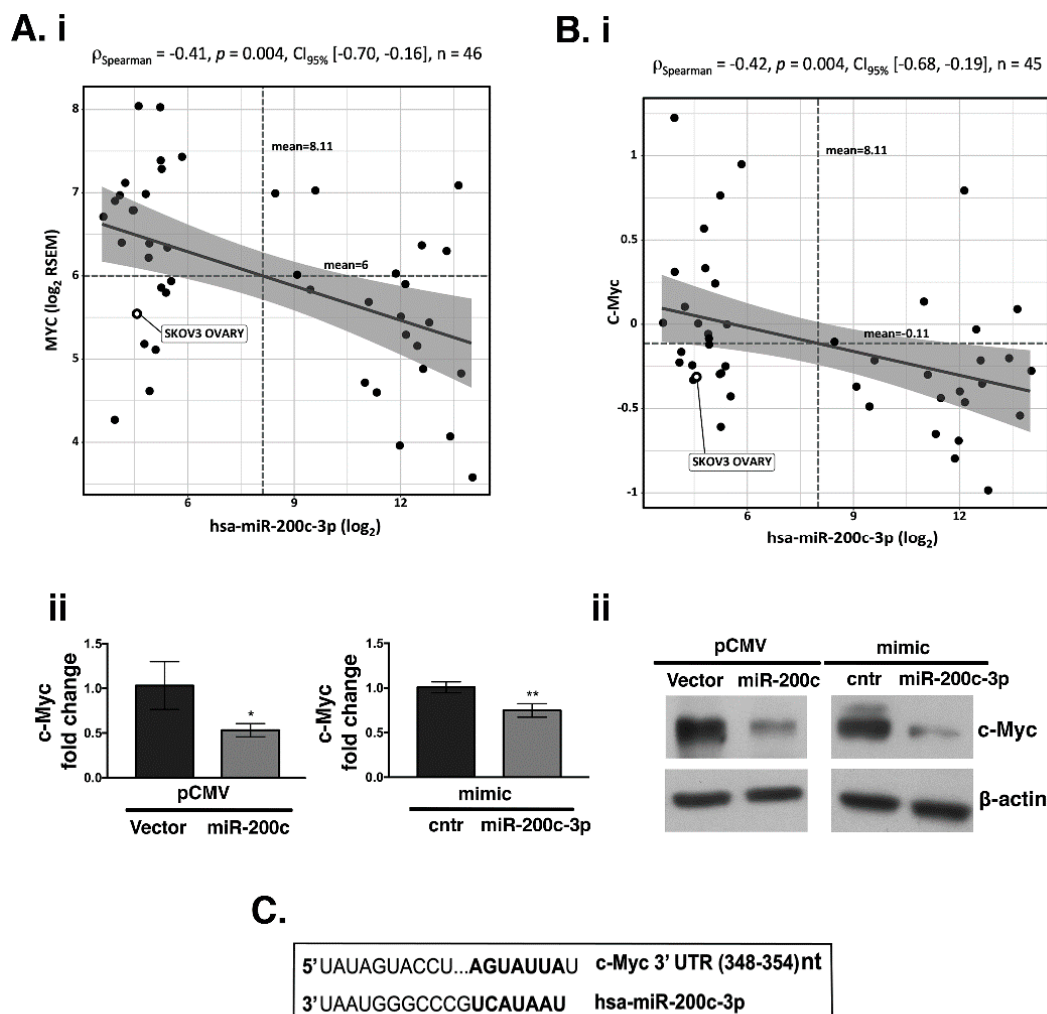 A. i
ρSpearman = -0.41, p = 0.004, CI95% [-0.70, -0.16], n = 46
8
7
6
5
4
MYC (log2 RSEM)
mean=8.11
mean=6
SKOV3 OVARY
6 9 12
hsa-miR-200c-3p (log2)
B. i
ρSpearman = -0.42, p = 0.004, CI95% [-0.68, -0.19], n = 45
1
0.5
0
-0.5
-1
C-Myc
mean=8.11
mean=-0.11
SKOV3 OVARY
6 9 12
hsa-miR-200c-3p (log2)
ii
c-Myc
fold change
1.5
1.0
0.5
0.0
*
pCMV
Vector miR-200c
c-Myc
fold change
1.5
1.0
0.5
0.0
**
mimic
cntr miR-200c-3p
ii
pCMV mimic
Vector miR-200c cntr miR-200c-3p
c-Myc
β-actin
C.
5'UAUAGUACCU...AGUAUUAU c-Myc 3' UTR (348-354)nt
3'UAAUGGGCCCGUCAUAAU hsa-miR-200c-3p